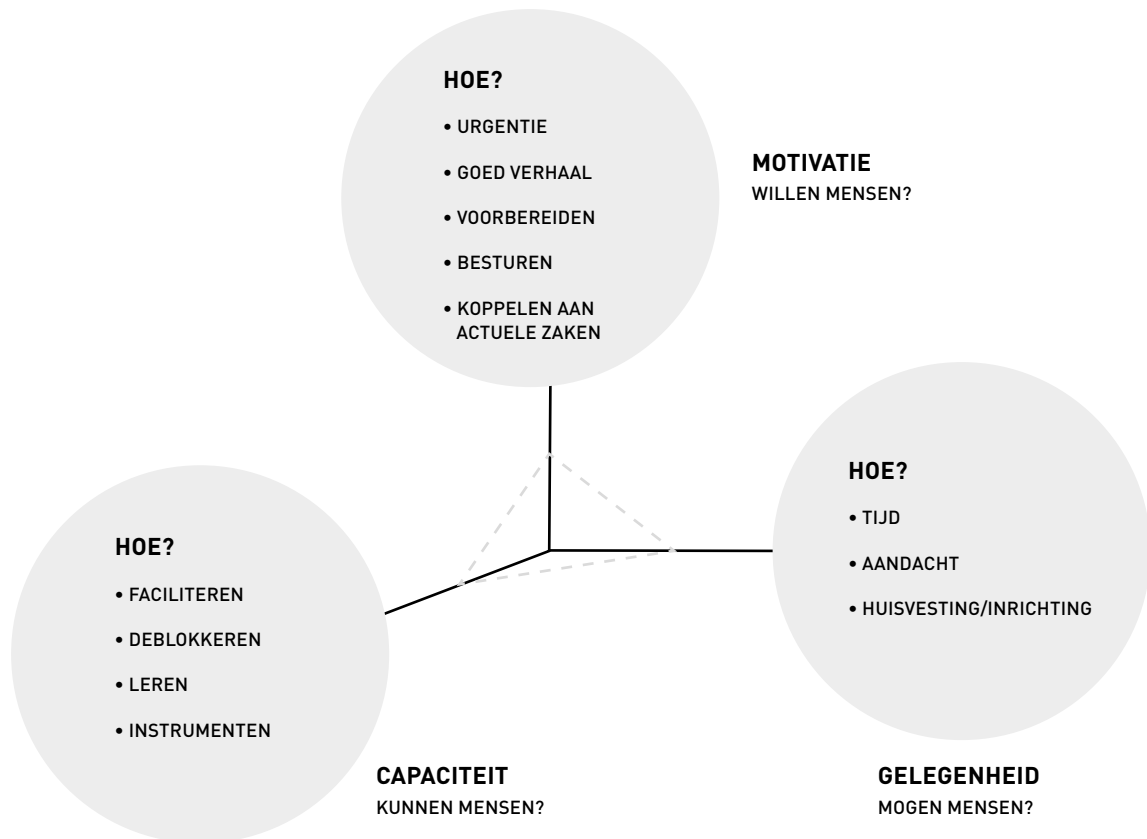 HOE?
• URGENTIE
• GOED VERHAAL
• VOORBEREIDEN
• BESTUREN
• KOPPELEN AAN
ACTUELE ZAKEN
MOTIVATIE
WILLEN MENSEN?
HOE?
• TIJD
• AANDACHT
• HUISVESTING/INRICHTING
GELEGENHEID
MOGEN MENSEN?
HOE?
• FACILITEREN
• DEBLOKKEREN
• LEREN
• INSTRUMENTEN
CAPACITEIT
KUNNEN MENSEN?